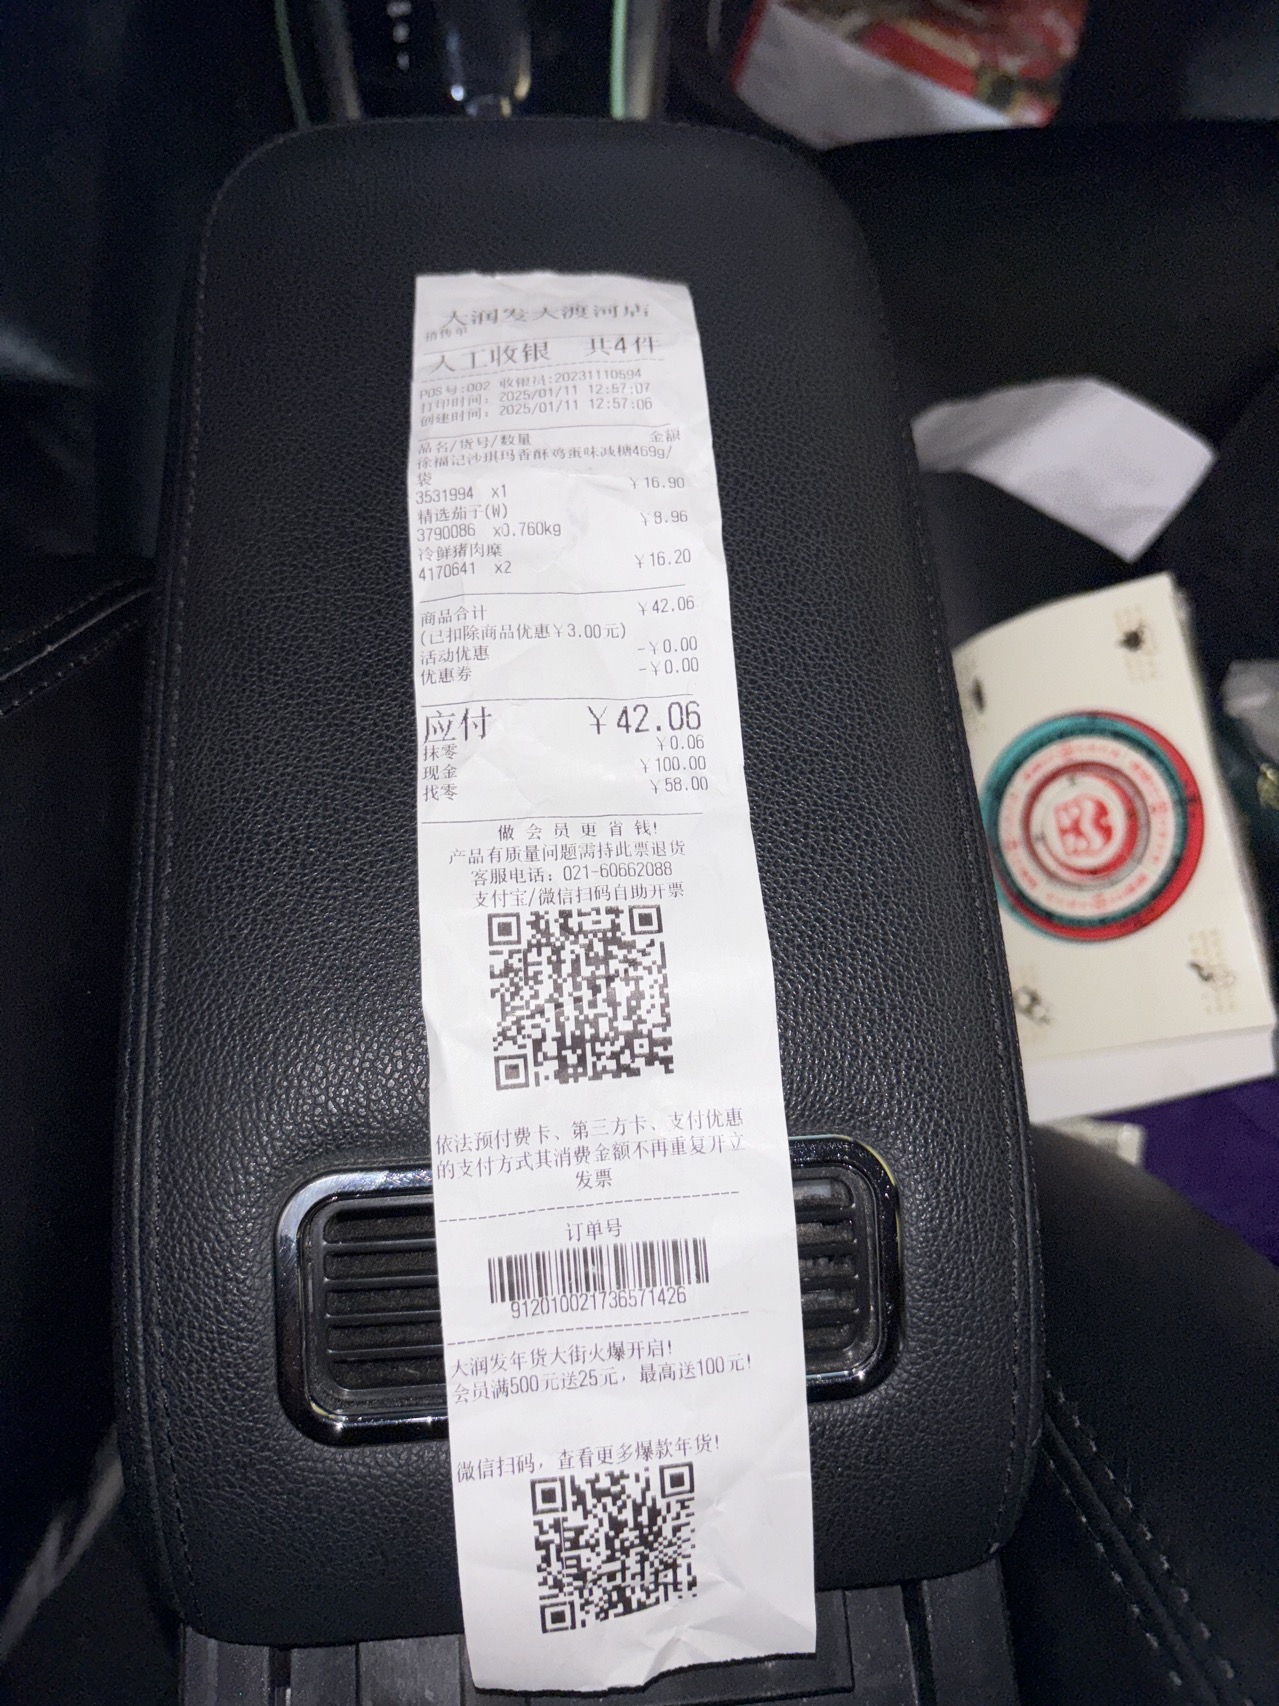 大润发大渡河店
销售单
人工收银 共4件
POS号:002 收银员:20231110594
打印时间: 2025/01/11 12:57:07
创建时间: 2025/01/11 12:57:06
品名/货号/数量 金额
徐福记沙琪玛香酥鸡蛋味减糖469g/
袋
3531994 x1 ¥16.90
精选茄子(W)
3790086 x0.760kg ¥8.96
冷鲜猪肉糜
4170641 x2 ¥16.20
商品合计 ¥42.06
(已扣除商品优惠¥3.00元)
活动优惠 -¥0.00
优惠券 -¥0.00
应付 ¥42.06
抹零 ¥0.06
现金 ¥100.00
找零 ¥58.00
做会员更省钱!
产品有质量问题需持此票退货
客服电话: 021-60662088
支付宝/微信扫码自助开票
依法预付费卡、第三方卡、支付优惠
的支付方式其消费金额不再重复开立
发票
订单号
912010021736571426
大润发年货大街火爆开启!
会员满500元送25元, 最高送100元!
微信扫码, 查看更多爆款年货!